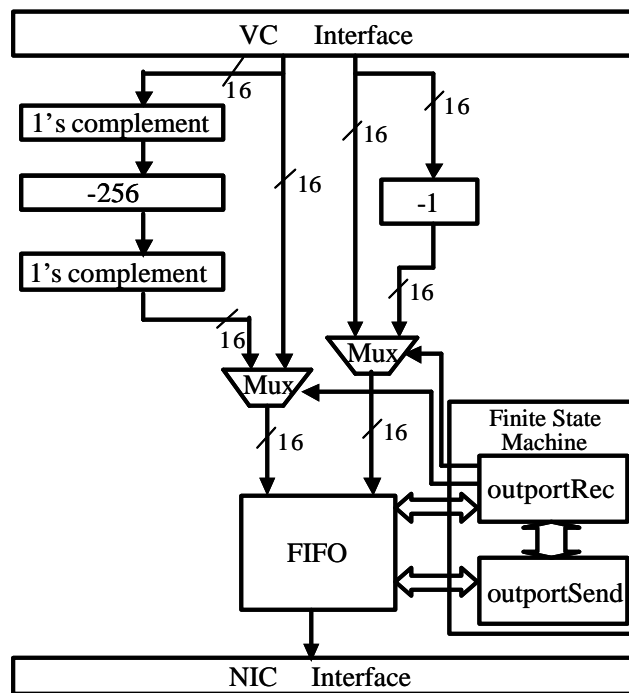 VC Interface
16
16
1's complement
16
16
-256
-1
1's complement
16
16
Mux
Mux
16
16
Finite State
Machine
outportRec
FIFO
outportSend
NIC Interface